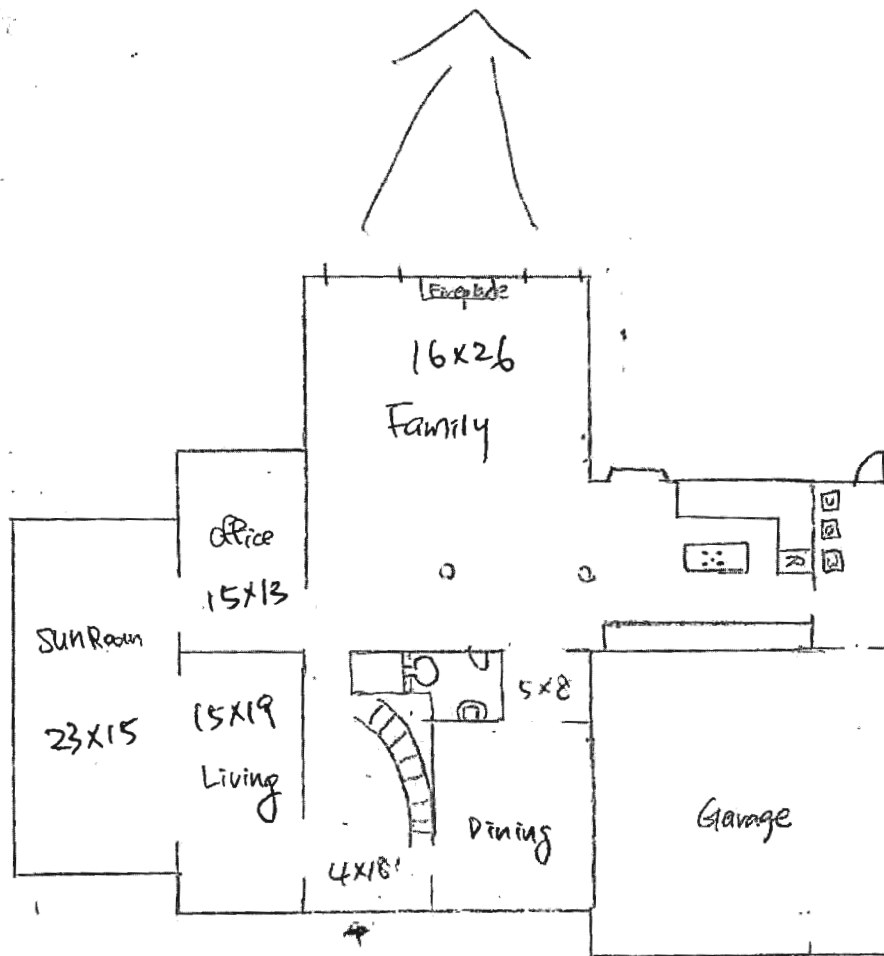 Fireplace
16x26
Family
Office
15x13
SunRoom
23x15
15x19
Living
5x8
Dining
4x18'
Garage
R